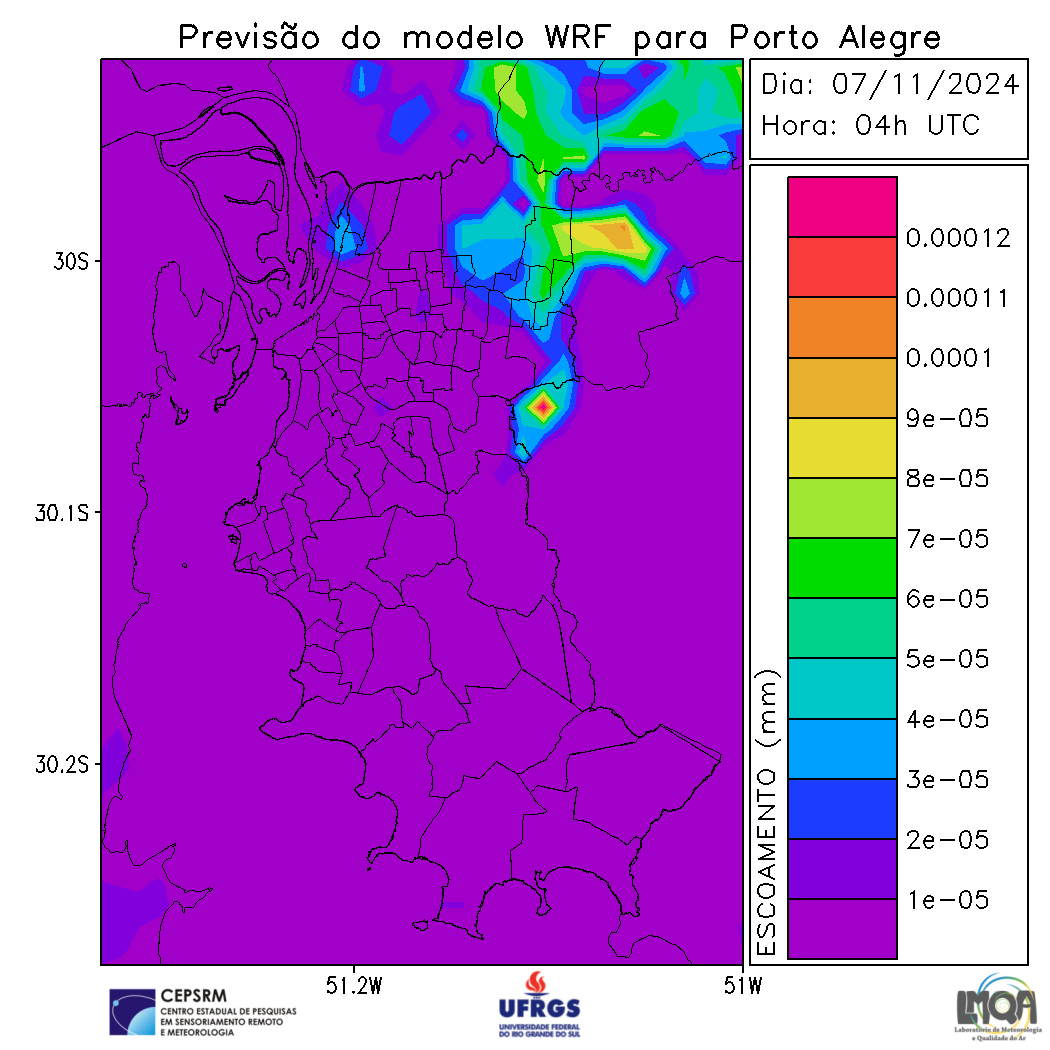 Previsão do modelo WRF para Porto Alegre
Dia: 07/11/2024
Hora: 04h UTC
0.00012
0.00011
0.0001
9e-05
8e-05
7e-05
6e-05
5e-05
4e-05
3e-05
2e-05
1e-05
ESCOAMENTO (mm)
30S
30.1S
30.2S
51.2W
51W
CEPSRM
CENTRO ESTADUAL DE PESQUISAS
EM SENSORIAMENTO REMOTO
E METEOROLOGIA
UFRGS
UNIVERSIDADE FEDERAL
DO RIO GRANDE DO SUL
LMQA
Laboratório de Meteorologia
e Qualidade do Ar